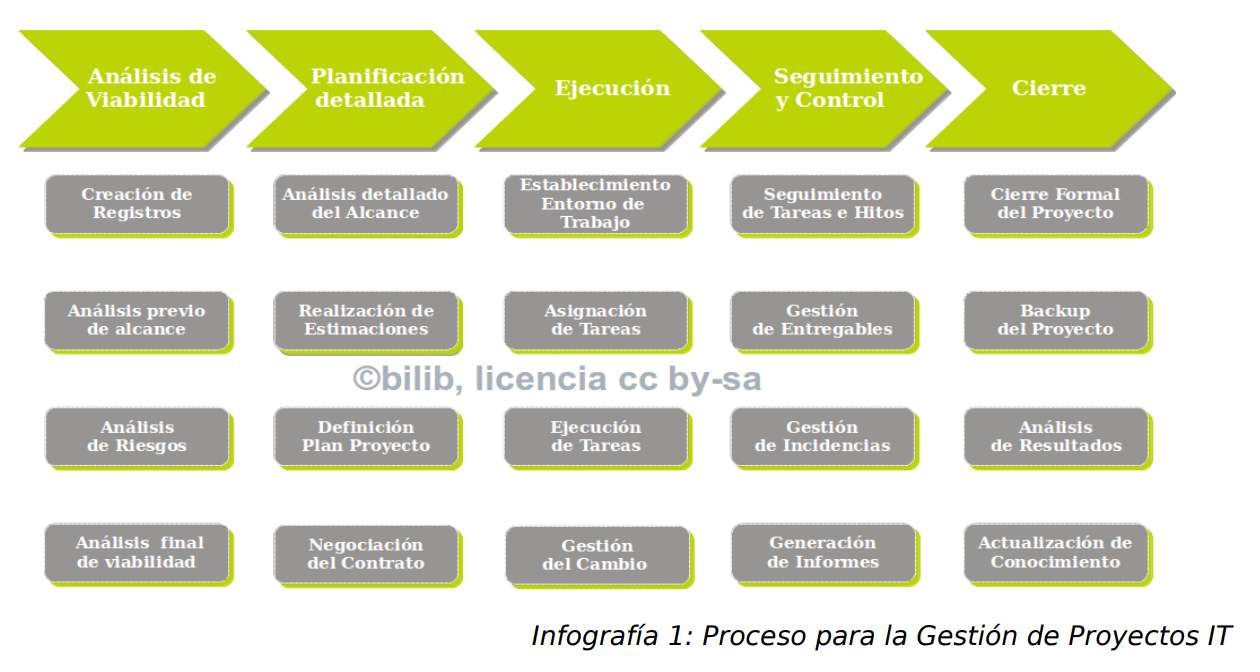 Análisis de
Viabilidad
Planificación
detallada
Ejecución
Seguimiento
y Control
Cierre
Creación de
Registros
Análisis detallado
del Alcance
Establecimiento
Entorno de
Trabajo
Seguimiento
de Tareas e Hitos
Cierre Formal
del Proyecto
Análisis previo
de alcance
Realización de
Estimaciones
Asignación
de Tareas
Gestión
de Entregables
Backup
del Proyecto
©bilib, licencia cc by-sa
Análisis
de Riesgos
Definición
Plan Proyecto
Ejecución
de Tareas
Gestión
de Incidencias
Análisis
de Resultados
Análisis final
de viabilidad
Negociación
del Contrato
Gestión
del Cambio
Generación
de Informes
Actualización de
Conocimiento
Infografía 1: Proceso para la Gestión de Proyectos IT